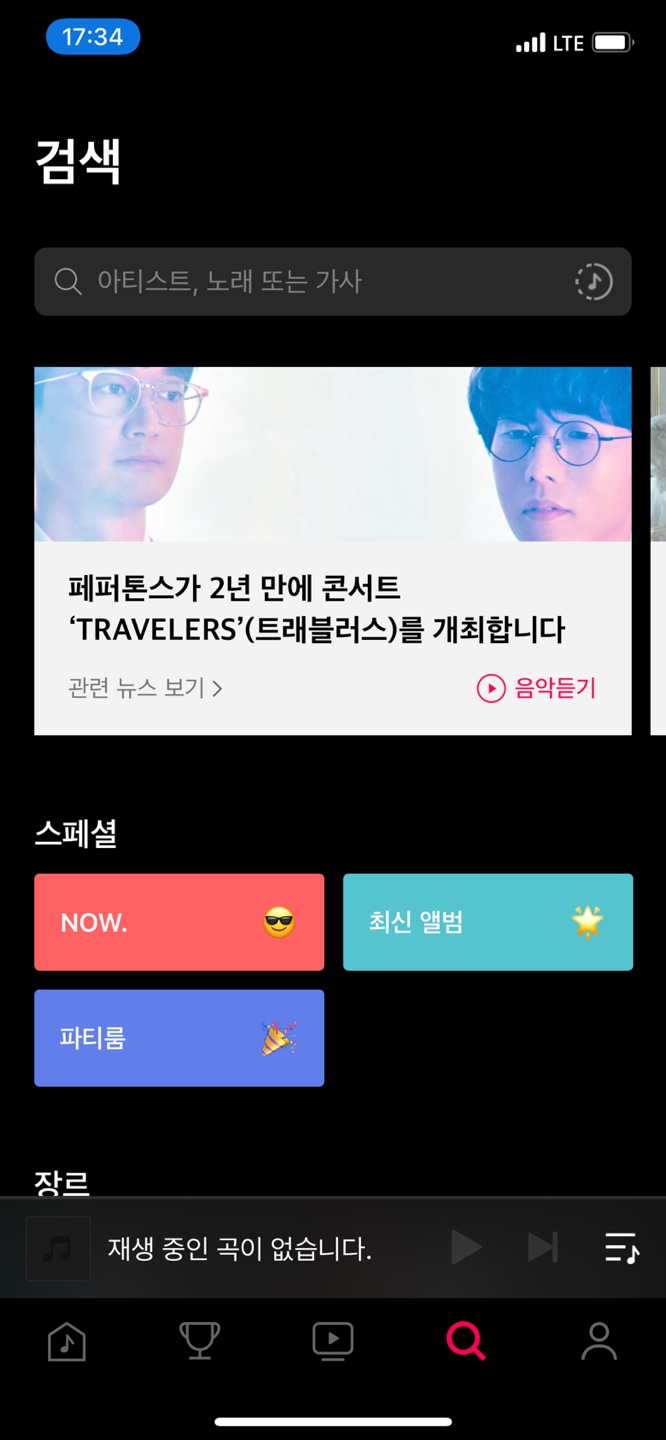 17:34
LTE
검색
아티스트, 노래 또는 가사
페퍼톤스가 2년 만에 콘서트
‘TRAVELERS’(트래블러스)를 개최합니다
관련 뉴스 보기 >
음악듣기
스페셜
NOW.
최신 앨범
파티룸
장르
재생 중인 곡이 없습니다.